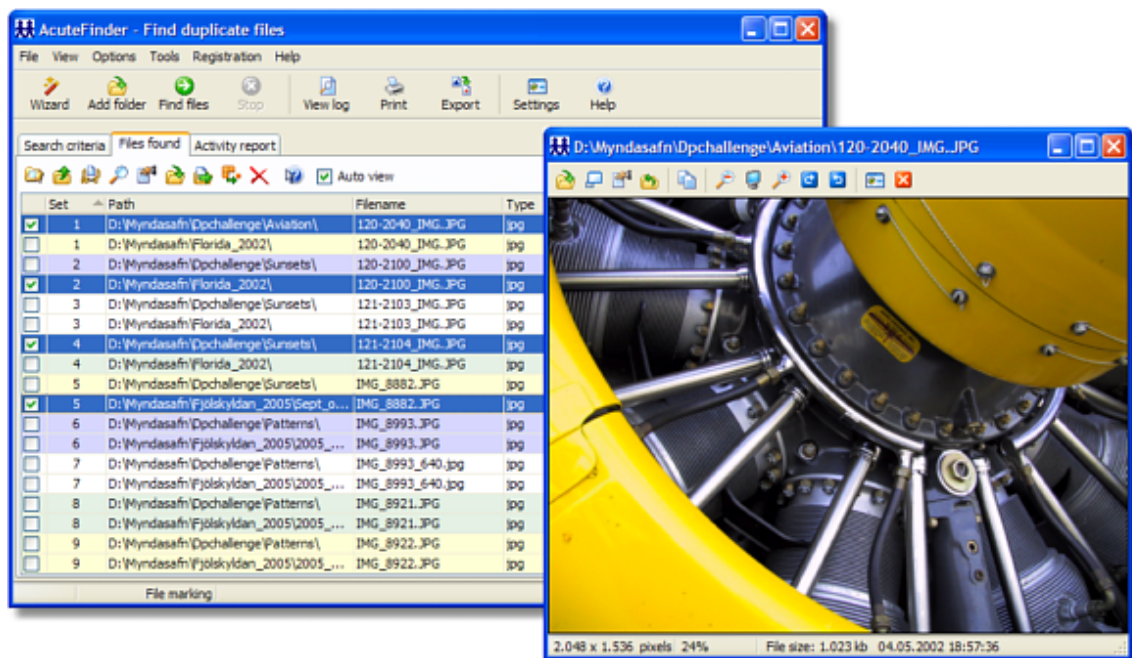 AcuteFinder - Find duplicate files
File View Options Tools Registration Help
Wizard Add folder Find files Stop View log Print Export Settings Help
Search criteria Files found Activity report
Auto view
Set Path Filename Type
1 D:\Myndasafn\Dpchallenge\Aviation\ 120-2040_IMG.JPG jpg
1 D:\Myndasafn\Florida_2002\ 120-2040_IMG.JPG jpg
2 D:\Myndasafn\Dpchallenge\Sunsets\ 120-2100_IMG.JPG jpg
2 D:\Myndasafn\Florida_2002\ 120-2100_IMG.JPG jpg
3 D:\Myndasafn\Dpchallenge\Sunsets\ 121-2103_IMG.JPG jpg
3 D:\Myndasafn\Florida_2002\ 121-2103_IMG.JPG jpg
4 D:\Myndasafn\Dpchallenge\Sunsets\ 121-2104_IMG.JPG jpg
4 D:\Myndasafn\Florida_2002\ 121-2104_IMG.JPG jpg
5 D:\Myndasafn\Dpchallenge\Sunsets\ IMG_8882.JPG jpg
5 D:\Myndasafn\Fjölskyldan_2005\Sept_o... IMG_8882.JPG jpg
6 D:\Myndasafn\Dpchallenge\Patterns\ IMG_8993.JPG jpg
6 D:\Myndasafn\Fjölskyldan_2005\2005_... IMG_8993.JPG jpg
7 D:\Myndasafn\Dpchallenge\Patterns\ IMG_8993_640.jpg jpg
7 D:\Myndasafn\Fjölskyldan_2005\2005_... IMG_8993_640.jpg jpg
8 D:\Myndasafn\Dpchallenge\Patterns\ IMG_8921.JPG jpg
8 D:\Myndasafn\Fjölskyldan_2005\2005_... IMG_8921.JPG jpg
9 D:\Myndasafn\Dpchallenge\Patterns\ IMG_8922.JPG jpg
9 D:\Myndasafn\Fjölskyldan_2005\2005_... IMG_8922.JPG jpg
File marking
D:\Myndasafn\Dpchallenge\Aviation\120-2040_IMG.JPG
2.048 x 1.536 pixels 24% File size: 1.023 kb 04.05.2002 18:57:36